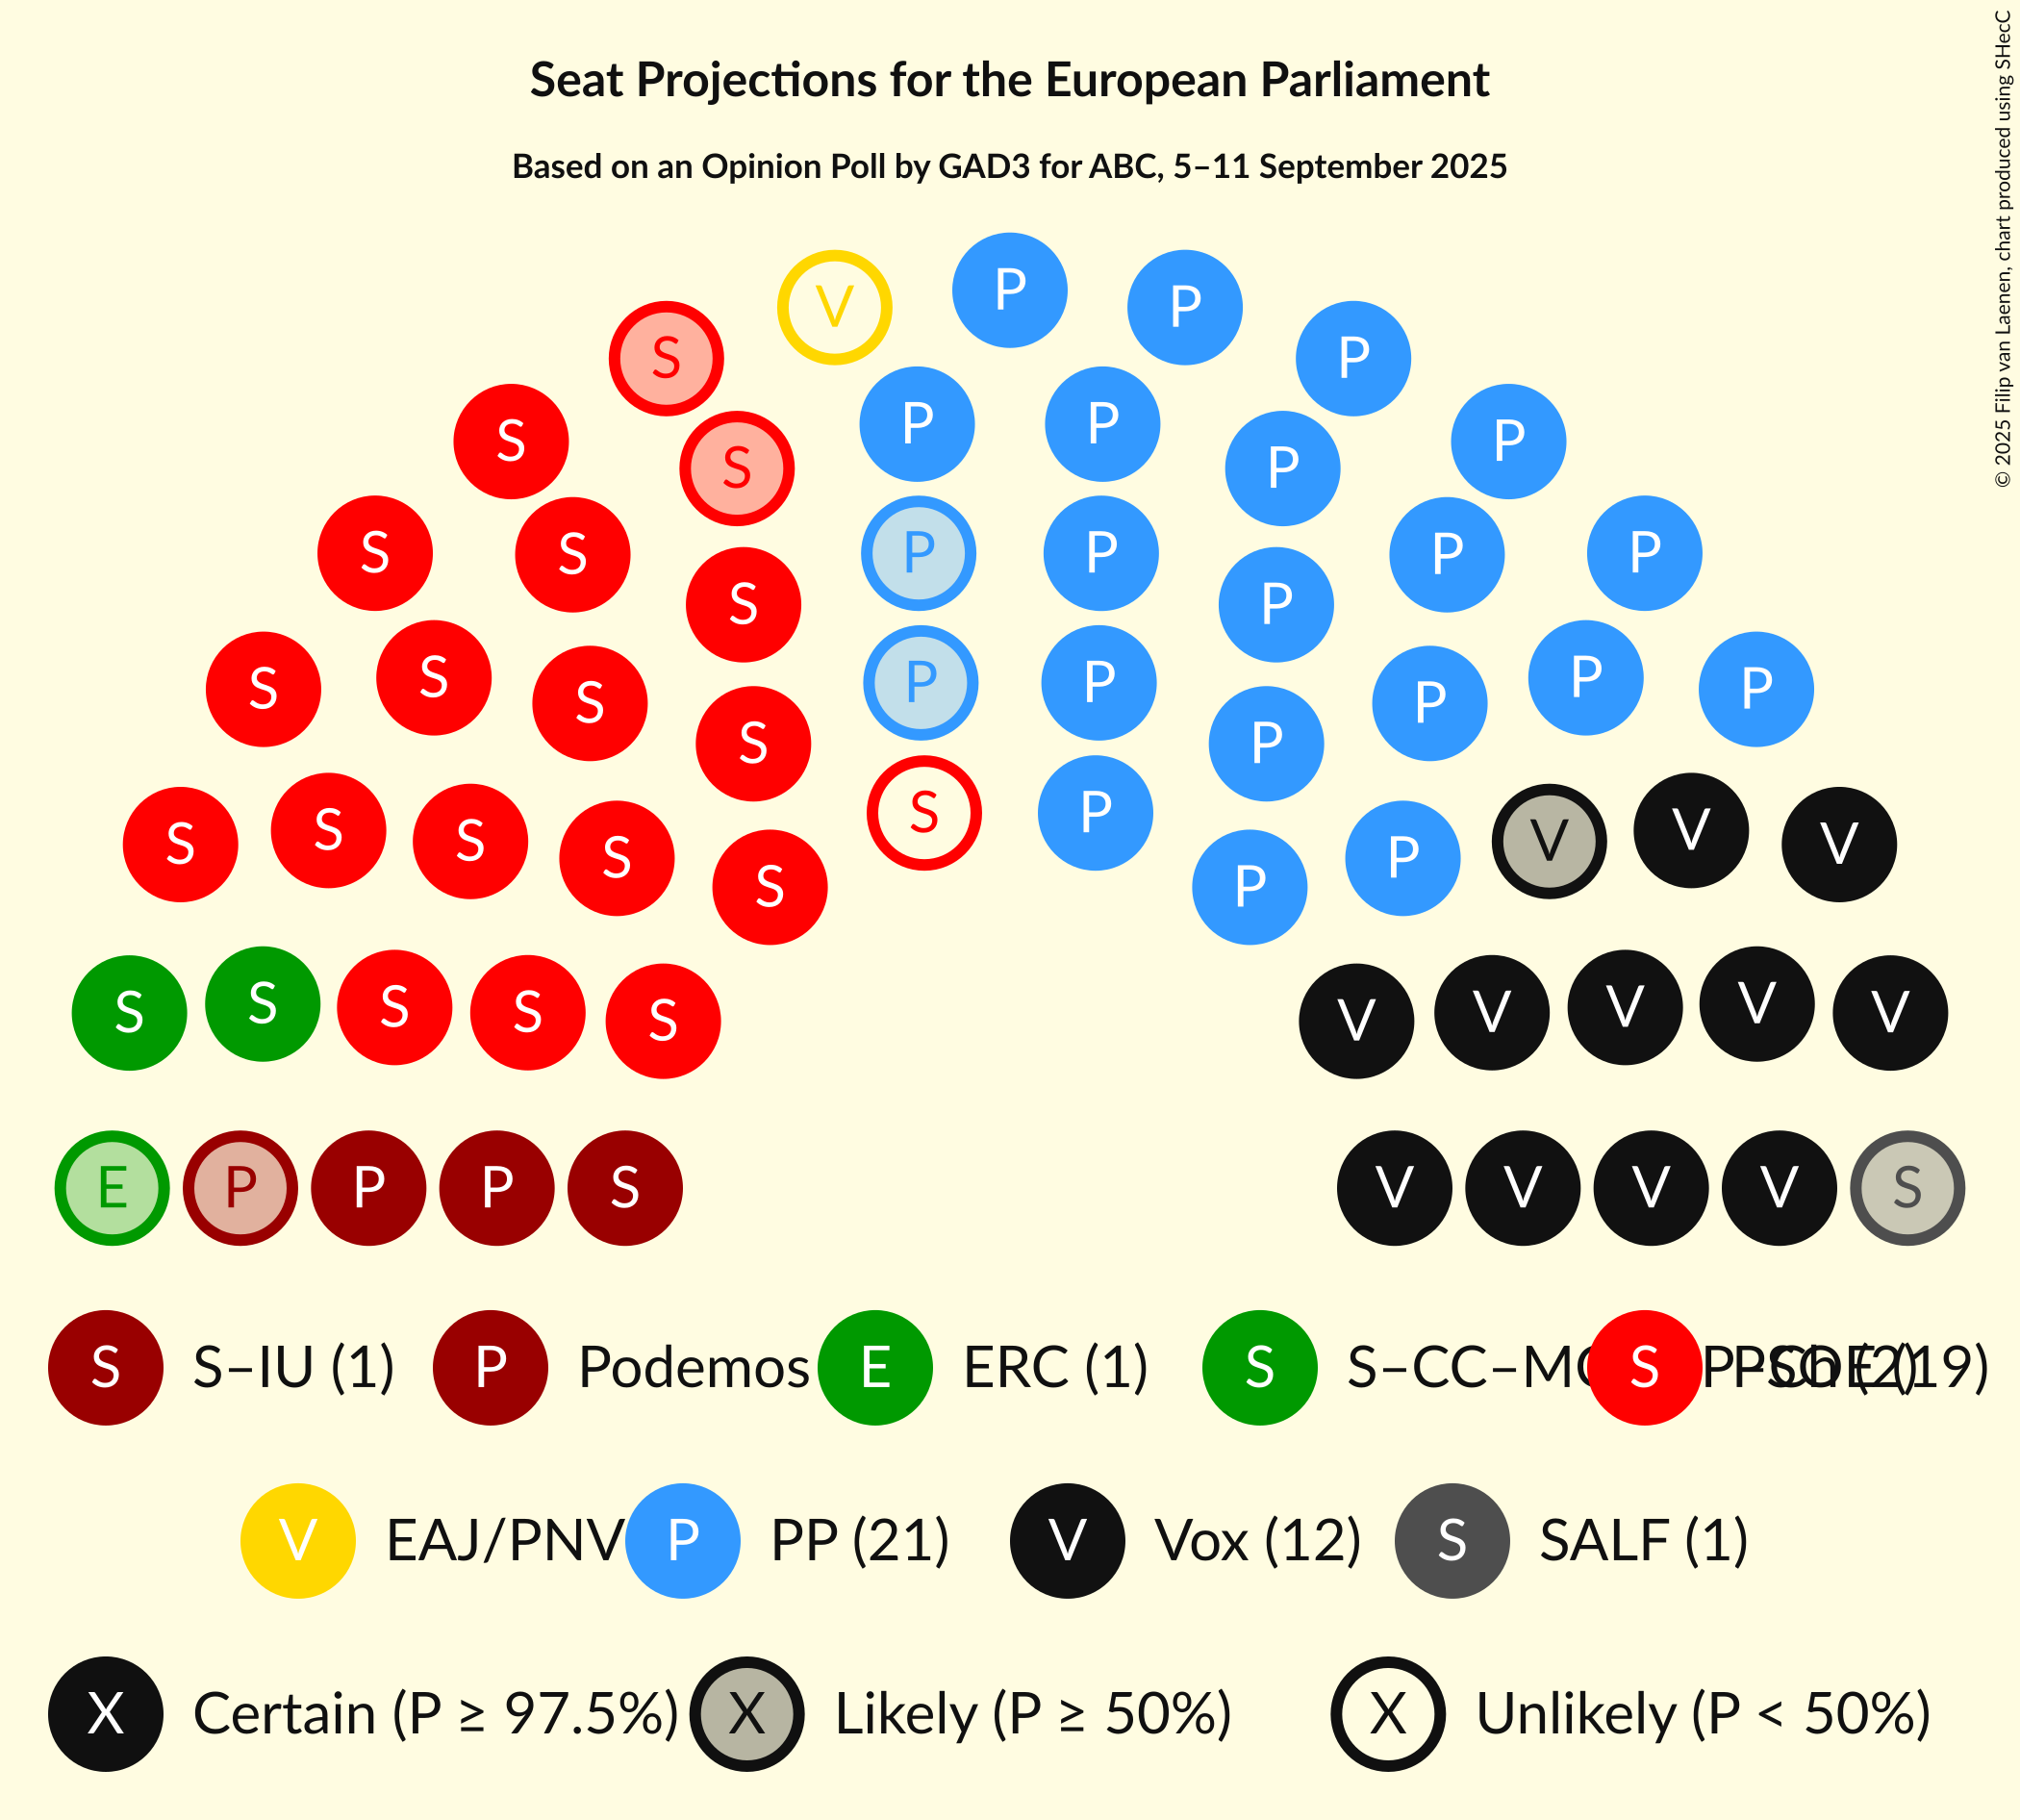 Seat Projections for the European Parliament
Based on an Opinion Poll by GAD3 for ABC, 5–11 September 2025
© 2025 Filip van Laenen, chart produced using SHecC
V P P P
S P P P P
S S P
S S P P P P
S S P P
S S P P P P
S S P P
S S S S P V V V
S S P P
S S S S S V V V V V
E P P P S V V V V S
S S–IU (1) P Podemos E ERC (1) S S–CC–M S PSOE (19)
V EAJ/PNV P PP (21) V Vox (12) S SALF (1)
X Certain (P ≥ 97.5%) X Likely (P ≥ 50%) X Unlikely (P < 50%)